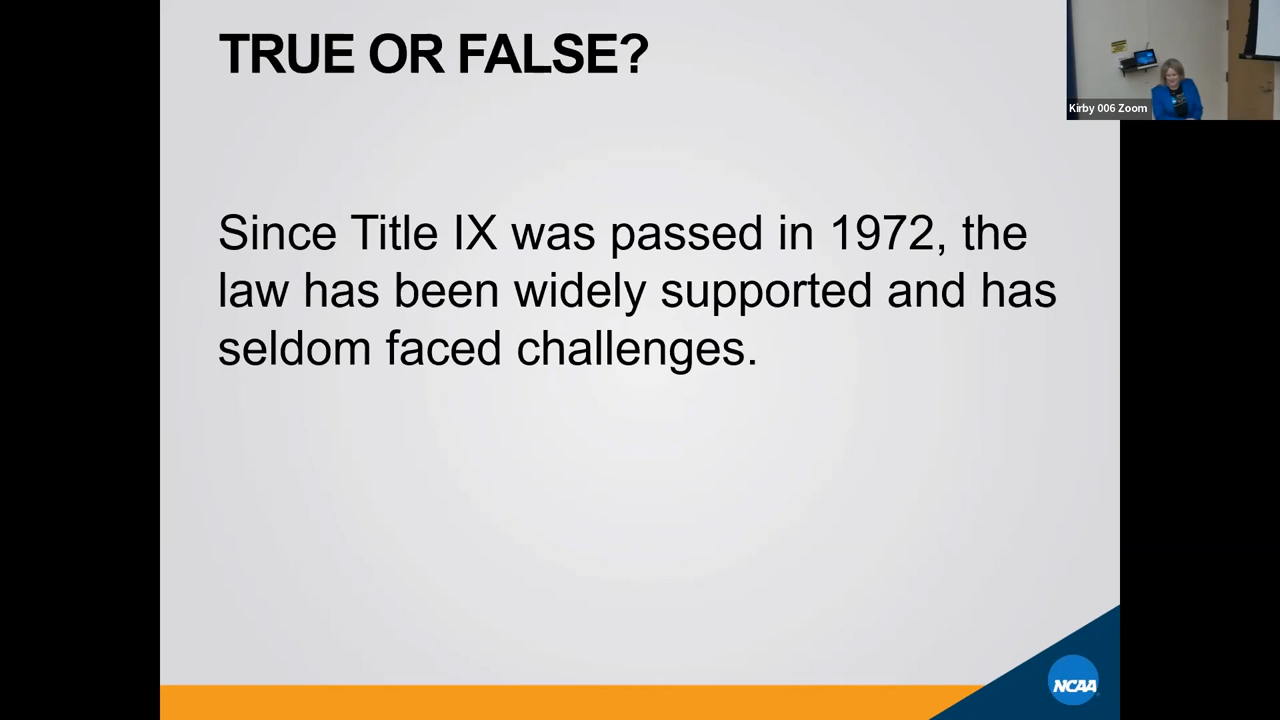 TRUE OR FALSE?
Kirby 006 Zoom
Since Title IX was passed in 1972, the
law has been widely supported and has
seldom faced challenges.
NCAA